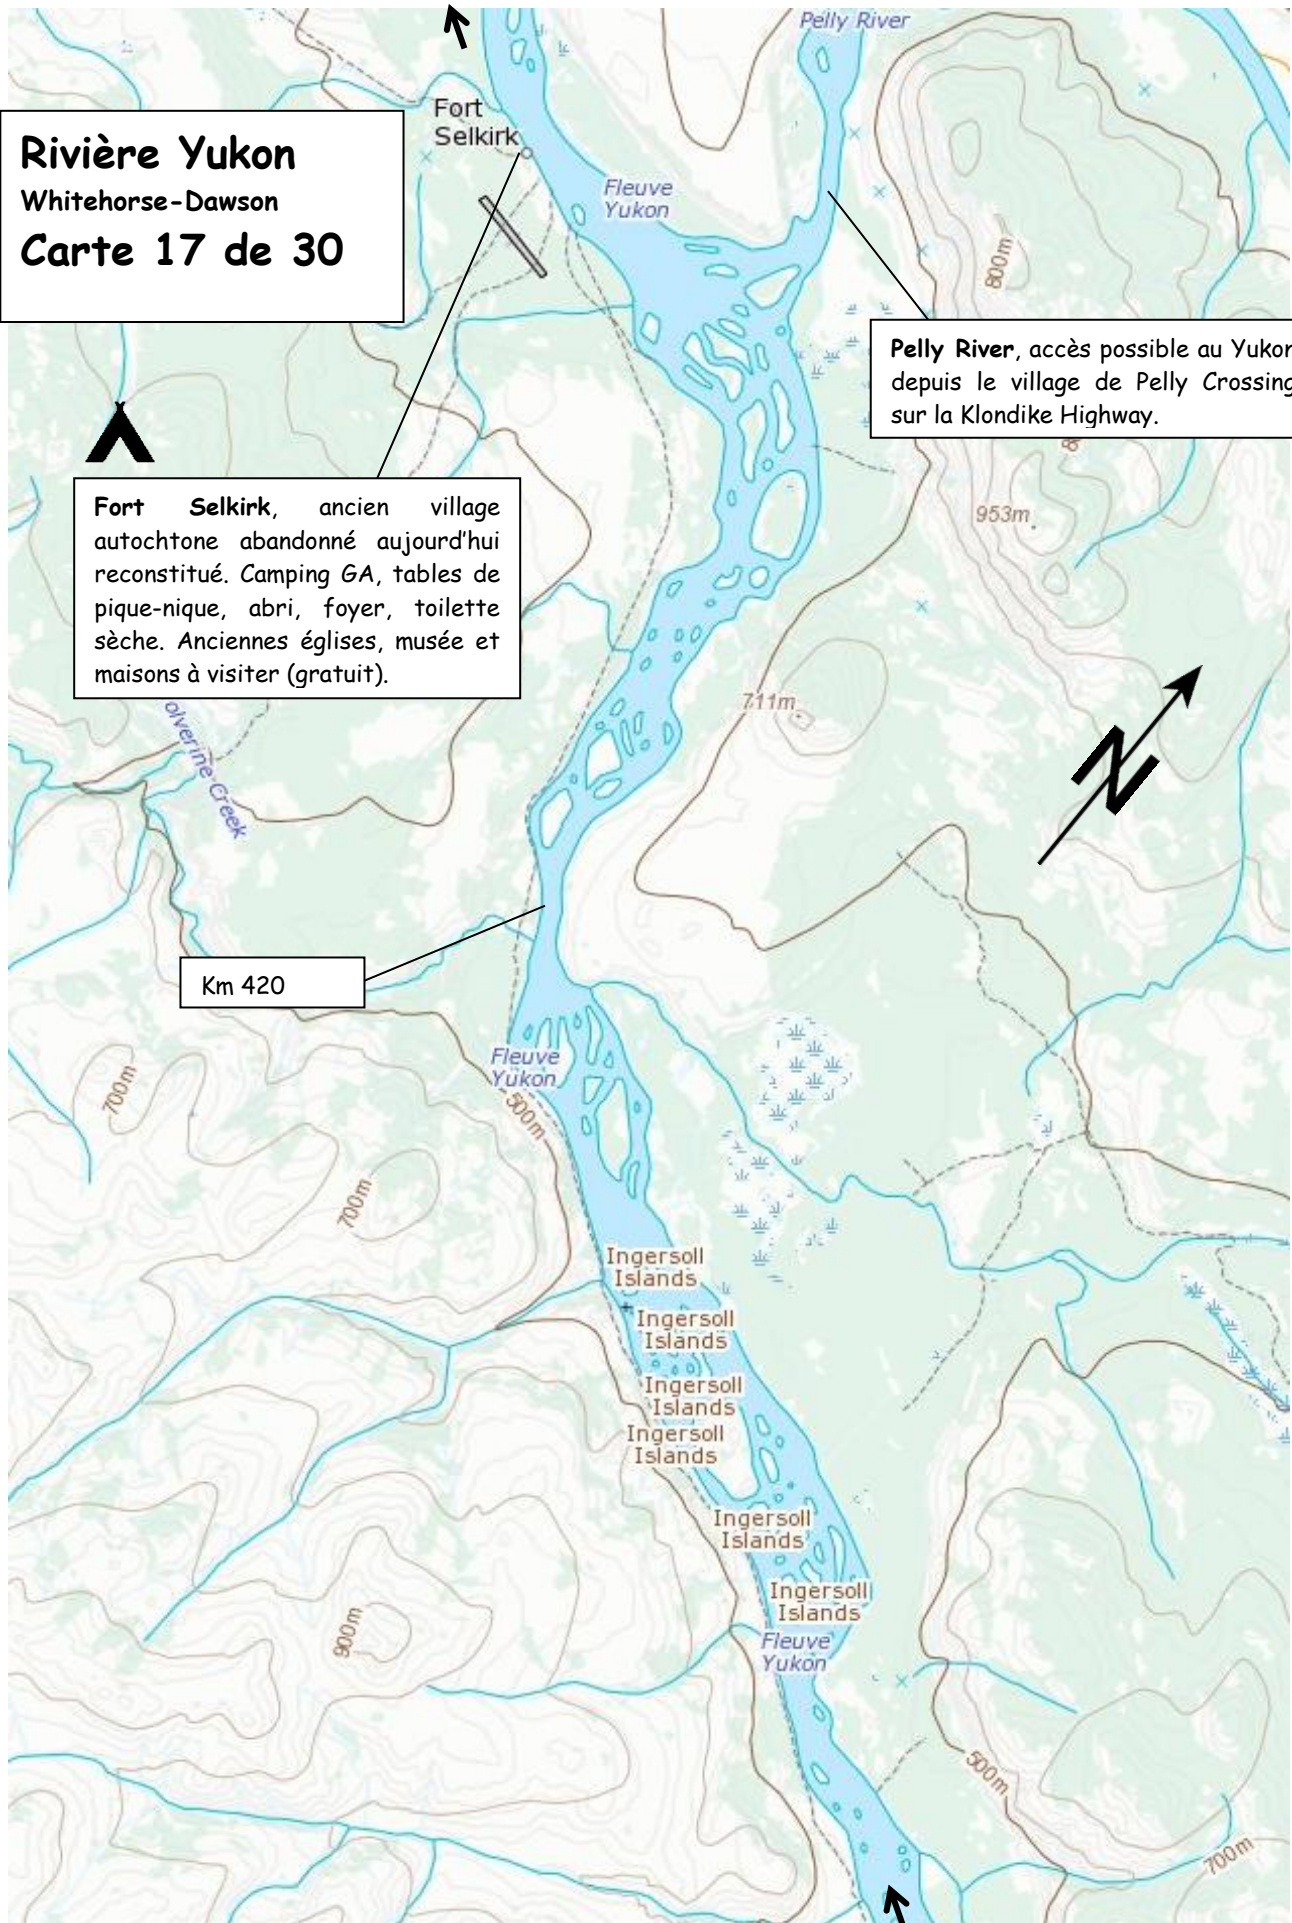 Pelly River
Fort
Selkirk
Rivière Yukon
Whitehorse-Dawson
Carte 17 de 30
Fleuve
Yukon
800m
Pelly River, accès possible au Yukon
depuis le village de Pelly Crossing
sur la Klondike Highway.
953m
Fort Selkirk, ancien village
autochtone abandonné aujourd'hui
reconstitué. Camping GA, tables de
pique-nique, abri, foyer, toilette
sèche. Anciennes églises, musée et
maisons à visiter (gratuit).
711m
olverine Creek
N
Km 420
Fleuve
Yukon
500m
700m
700m
Ingersoll
Islands
Ingersoll
Islands
Ingersoll
Islands
Ingersoll
Islands
Ingersoll
Islands
Ingersoll
Islands
900m
Fleuve
Yukon
500m
700m